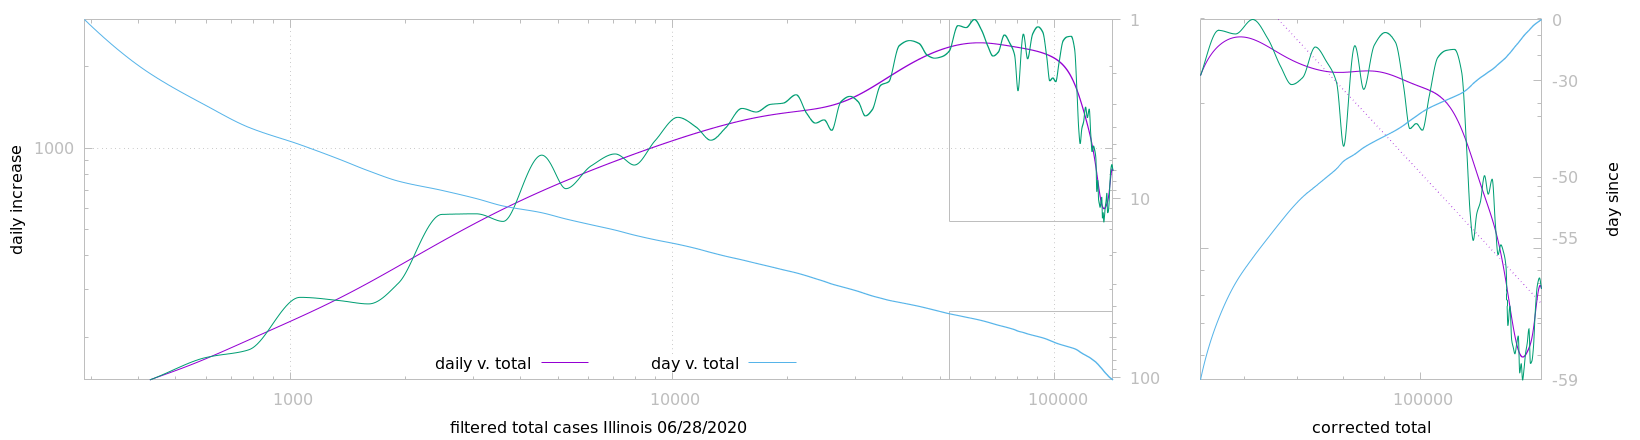 1
0
-30
1000
-50
10
-55
daily increase
day since
daily v. total
day v. total
100
-59
1000
10000
100000
100000
filtered total cases Illinois 06/28/2020
corrected total